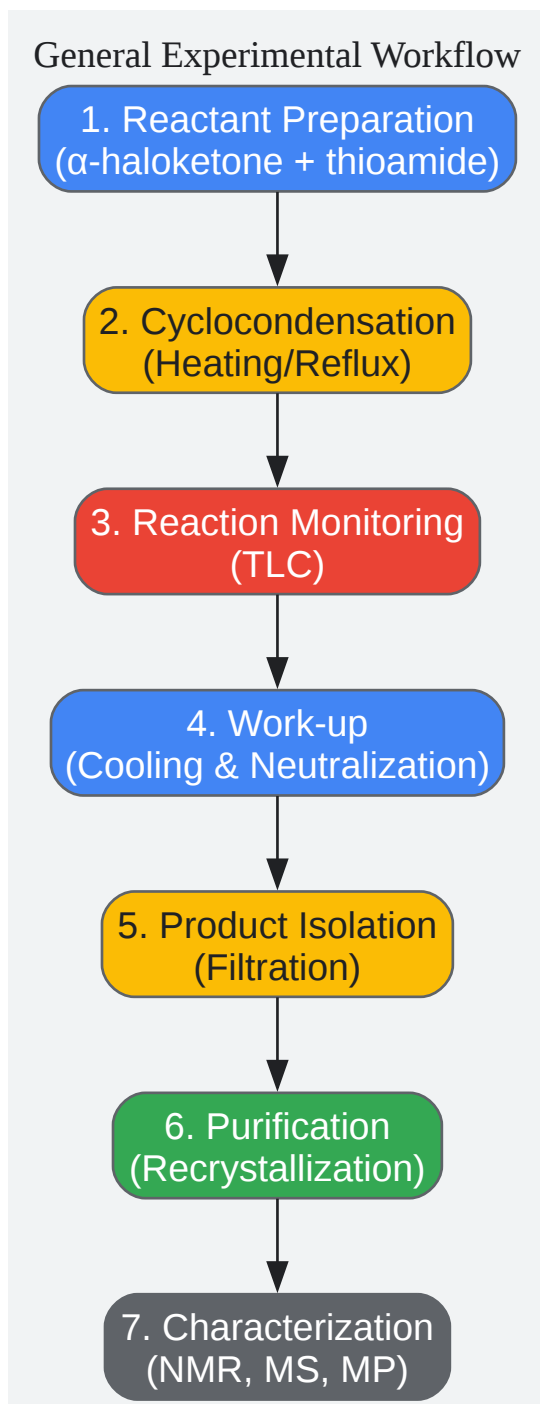 General Experimental Workflow
1. Reactant Preparation
(α-haloketone + thioamide)
2. Cyclocondensation
(Heating/Reflux)
3. Reaction Monitoring
(TLC)
4. Work-up
(Cooling & Neutralization)
5. Product Isolation
(Filtration)
6. Purification
(Recrystallization)
7. Characterization
(NMR, MS, MP)